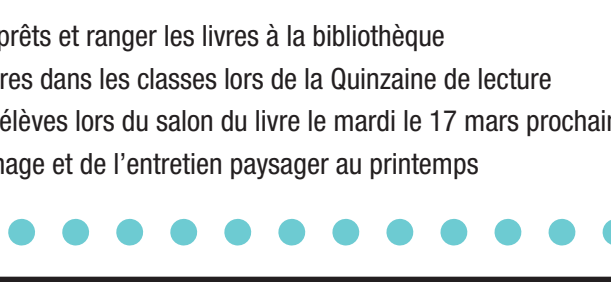 prêts et ranger les livres à la bibliothèque
res dans les classes lors de la Quinzaine de lecture
élèves lors du salon du livre le mardi le 17 mars prochain
nage et de l'entretien paysager au printemps